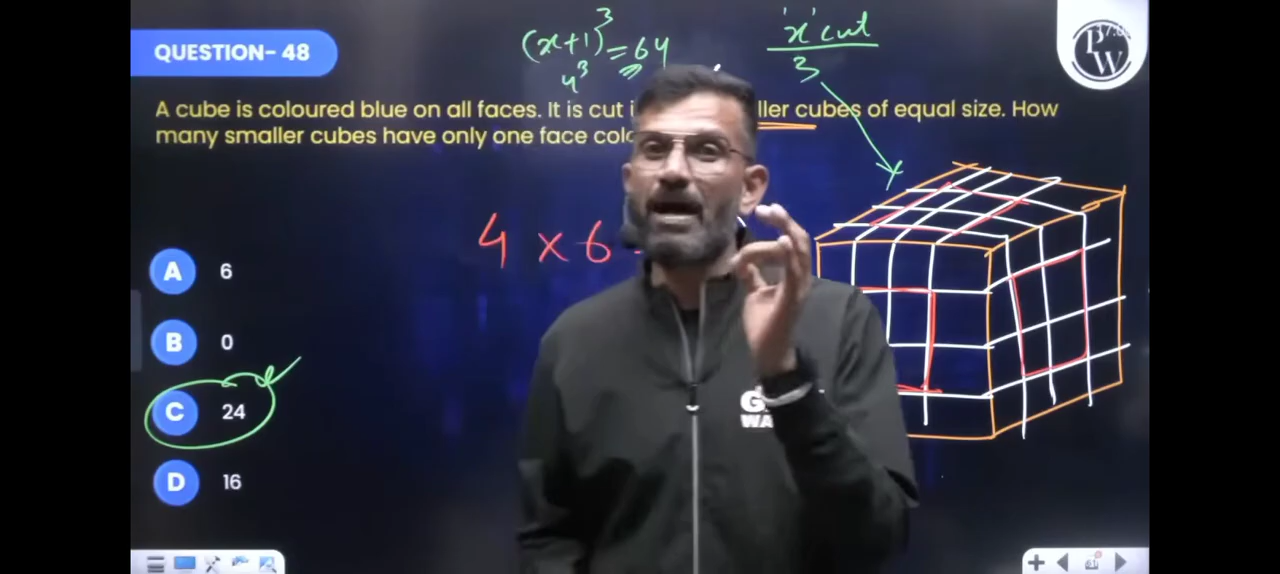 QUESTION- 48
(x+1)³ = 64
4³
'x' cut
3
PW
A cube is coloured blue on all faces. It is cut i ller cubes of equal size. How
many smaller cubes have only one face colo
4 × 6
A 6
B 0
C 24
D 16
WA